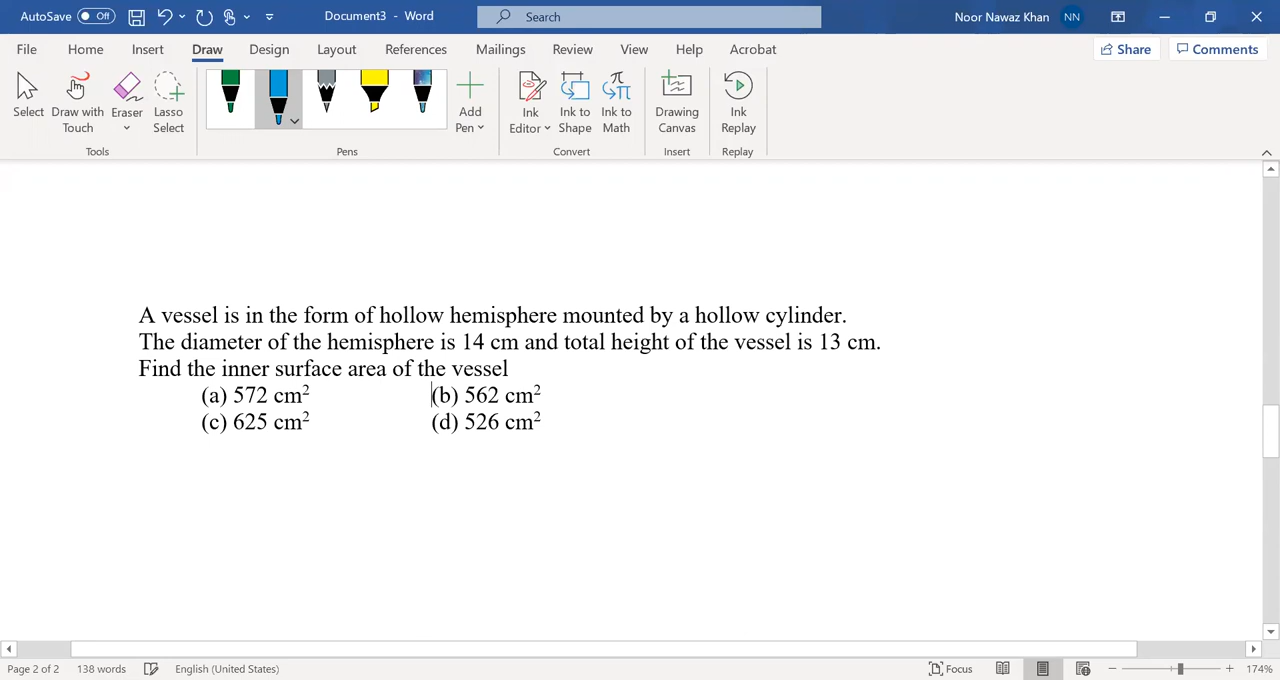 AutoSave Off Document3 - Word Search Noor Nawaz Khan NN
File Home Insert Draw Design Layout References Mailings Review View Help Acrobat Share Comments
Select Draw with Touch Eraser Lasso Select Add Pen Ink Editor Ink to Shape Ink to Math Drawing Canvas Ink Replay
Tools Pens Convert Insert Replay
A vessel is in the form of hollow hemisphere mounted by a hollow cylinder.
The diameter of the hemisphere is 14 cm and total height of the vessel is 13 cm.
Find the inner surface area of the vessel
(a) 572 cm² (b) 562 cm²
(c) 625 cm² (d) 526 cm²
Page 2 of 2 138 words English (United States) Focus 174%